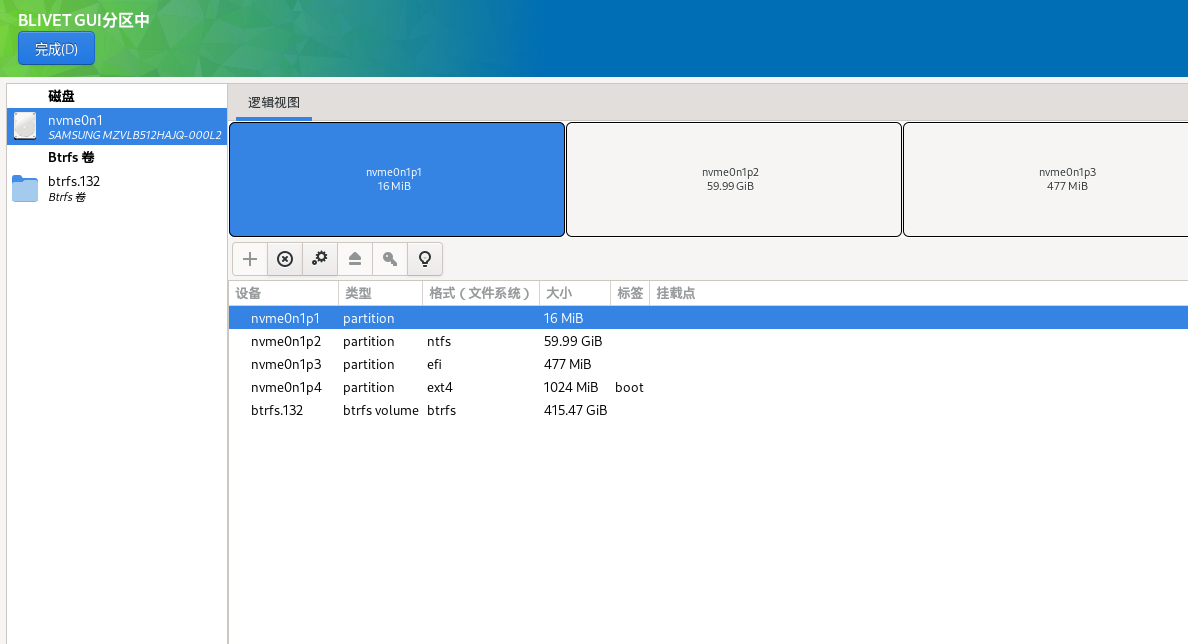 BLIVET GUI分区中
完成(D)
磁盘
nvme0n1
SAMSUNG MZVLB512HAJQ-000L2
Btrfs 卷
btrfs.132
Btrfs 卷
逻辑视图
nvme0n1p1
16 MiB
nvme0n1p2
59.99 GiB
nvme0n1p3
477 MiB
设备 类型 格式（文件系统） 大小 标签 挂载点
nvme0n1p1 partition 16 MiB
nvme0n1p2 partition ntfs 59.99 GiB
nvme0n1p3 partition efi 477 MiB
nvme0n1p4 partition ext4 1024 MiB boot
btrfs.132 btrfs volume btrfs 415.47 GiB